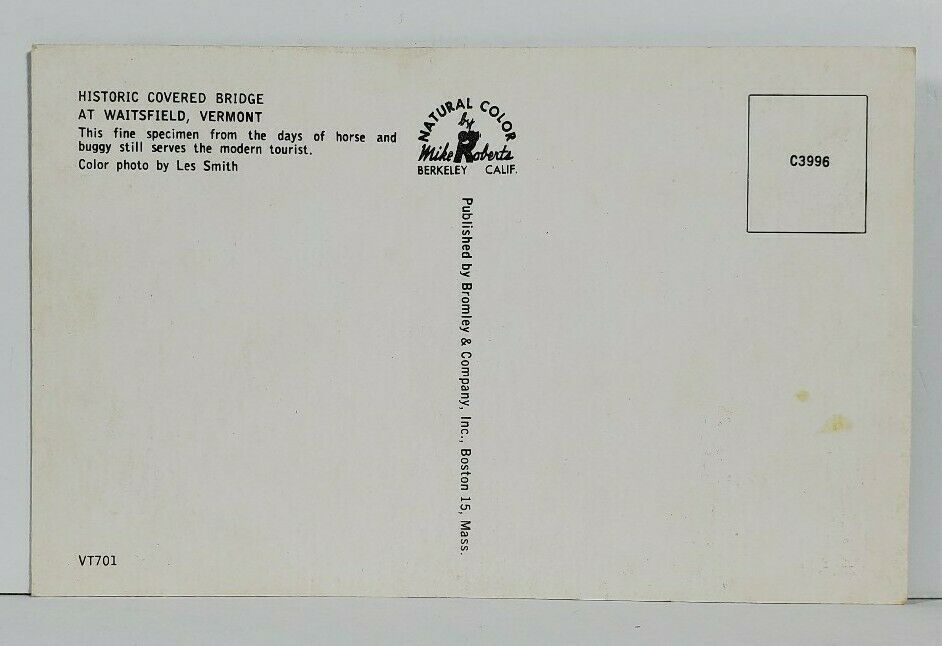 HISTORIC COVERED BRIDGE
AT WAITSFIELD, VERMONT
This fine specimen from the days of horse and
buggy still serves the modern tourist.
Color photo by Les Smith
NATURAL COLOR
by
Mike Roberts
BERKELEY CALIF.
C3996
Published by Bromley & Company, Inc., Boston 15, Mass.
VT701